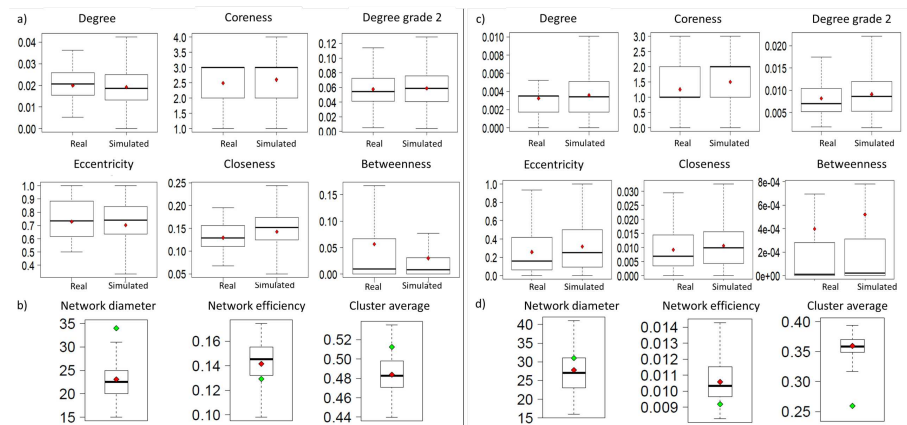 a)
Degree
Coreness
Degree grade 2
0.04
0.03
0.02
0.01
0.00
Real
Simulated
4.0
3.5
3.0
2.5
2.0
1.5
1.0
Real
Simulated
0.12
0.10
0.08
0.06
0.04
0.02
0.00
Real
Simulated
Eccentricity
Closeness
Betweenness
1.0
0.9
0.8
0.7
0.6
0.5
0.4
Real
Simulated
0.25
0.20
0.15
0.10
0.05
Real
Simulated
0.15
0.10
0.05
0.00
Real
Simulated
b)
Network diameter
Network efficiency
Cluster average
35
30
25
20
15
0.16
0.14
0.12
0.10
0.52
0.50
0.48
0.46
0.44
c)
Degree
Coreness
Degree grade 2
0.010
0.008
0.006
0.004
0.002
0.000
Real
Simulated
3.0
2.5
2.0
1.5
1.0
0.5
0.0
Real
Simulated
0.020
0.015
0.010
0.005
Real
Simulated
Eccentricity
Closeness
Betweenness
1.0
0.8
0.6
0.4
0.2
0.0
Real
Simulated
0.030
0.025
0.020
0.015
0.010
0.005
0.000
Real
Simulated
8e-04
6e-04
4e-04
2e-04
0e+00
Real
Simulated
d)
Network diameter
Network efficiency
Cluster average
40
35
30
25
20
15
0.014
0.013
0.012
0.011
0.010
0.009
0.40
0.35
0.30
0.25